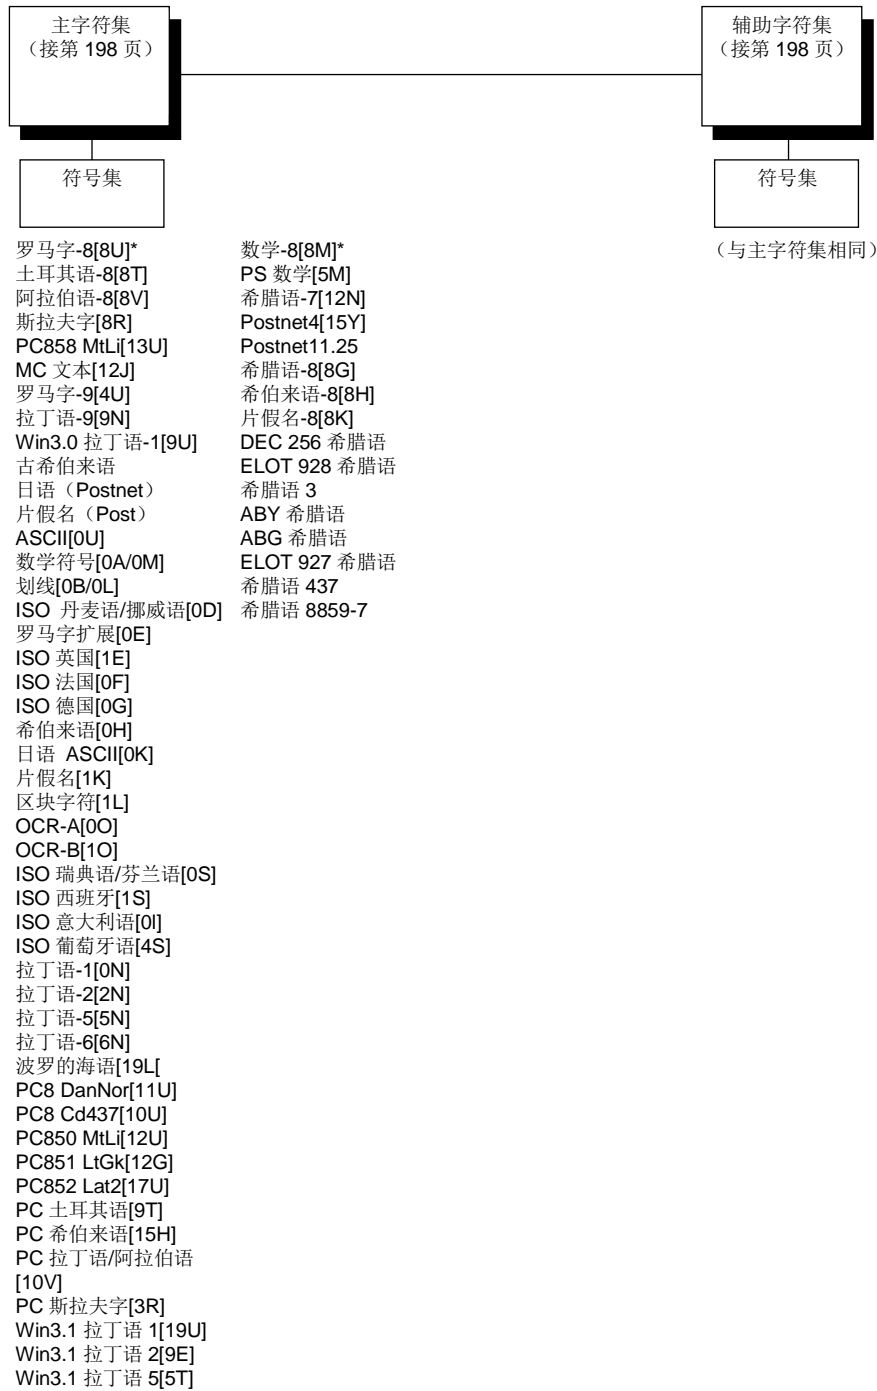 主字符集
（接第 198 页）
辅助字符集
（接第 198 页）
符号集
符号集
罗马字-8[8U]*
土耳其语-8[8T]
阿拉伯语-8[8V]
斯拉夫字[8R]
PC858 MtLi[13U]
MC 文本[12J]
罗马字-9[4U]
拉丁语-9[9N]
Win3.0 拉丁语-1[9U]
古希伯来语
日语（Postnet）
片假名（Post）
ASCII[0U]
数学符号[0A/0M]
划线[0B/0L]
ISO 丹麦语/挪威语[0D]
罗马字扩展[0E]
ISO 英国[1E]
ISO 法国[0F]
ISO 德国[0G]
希伯来语[0H]
日语 ASCII[0K]
片假名[1K]
区块字符[1L]
OCR-A[0O]
OCR-B[1O]
ISO 瑞典语/芬兰语[0S]
ISO 西班牙[1S]
ISO 意大利语[0I]
ISO 葡萄牙语[4S]
拉丁语-1[0N]
拉丁语-2[2N]
拉丁语-5[5N]
拉丁语-6[6N]
波罗的海语[19L[
PC8 DanNor[11U]
PC8 Cd437[10U]
PC850 MtLi[12U]
PC851 LtGk[12G]
PC852 Lat2[17U]
PC 土耳其语[9T]
PC 希伯来语[15H]
PC 拉丁语/阿拉伯语
[10V]
PC 斯拉夫字[3R]
Win3.1 拉丁语 1[19U]
Win3.1 拉丁语 2[9E]
Win3.1 拉丁语 5[5T]
数学-8[8M]*
PS 数学[5M]
希腊语-7[12N]
Postnet4[15Y]
Postnet11.25
希腊语-8[8G]
希伯来语-8[8H]
片假名-8[8K]
DEC 256 希腊语
ELOT 928 希腊语
希腊语 3
ABY 希腊语
ABG 希腊语
ELOT 927 希腊语
希腊语 437
希腊语 8859-7
（与主字符集相同）